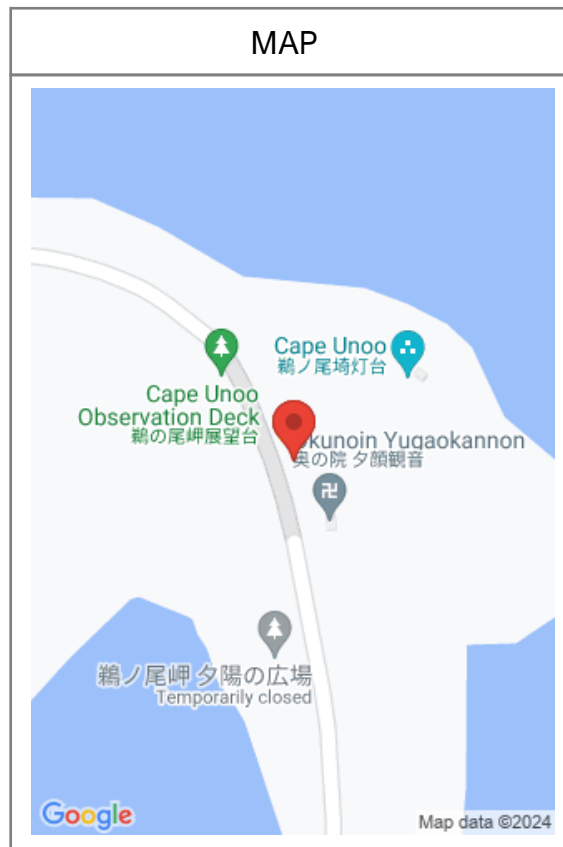 MAP
Cape Unoo
鵜ノ尾埼灯台
Cape Unoo
Observation Deck
鵜の尾岬展望台
kunoin Yugaokannon
奥の院 夕顔観音
卍
鵜ノ尾岬 夕陽の広場
Temporarily closed
Google
Map data ©2024